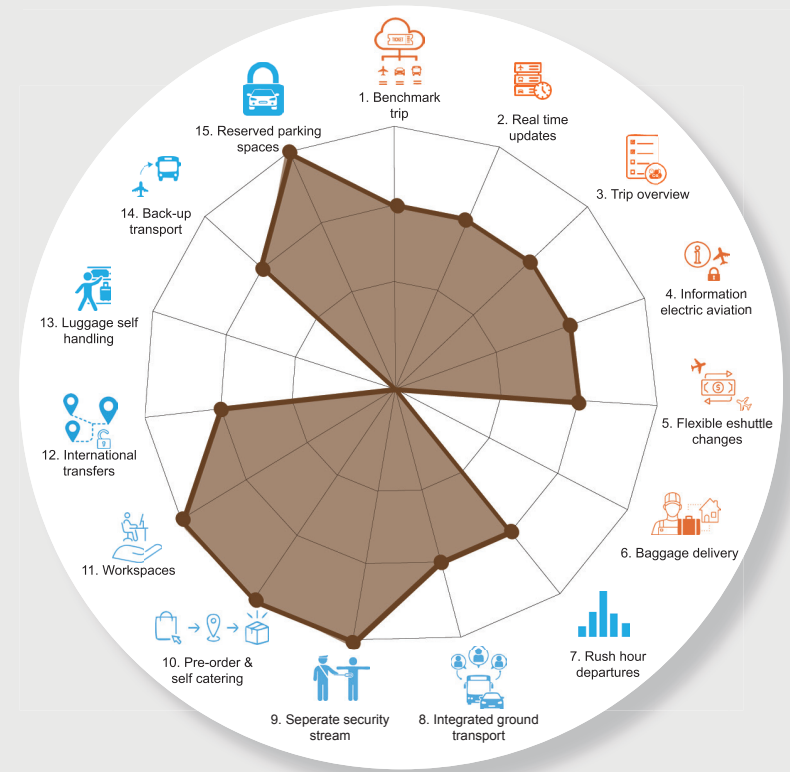 1. Benchmark
trip
2. Real time
updates
3. Trip overview
4. Information
electric aviation
5. Flexible eshuttle
changes
6. Baggage delivery
7. Rush hour
departures
8. Integrated ground
transport
9. Seperate security
stream
10. Pre-order &
self catering
11. Workspaces
12. International
transfers
13. Luggage self
handling
14. Back-up
transport
15. Reserved parking
spaces